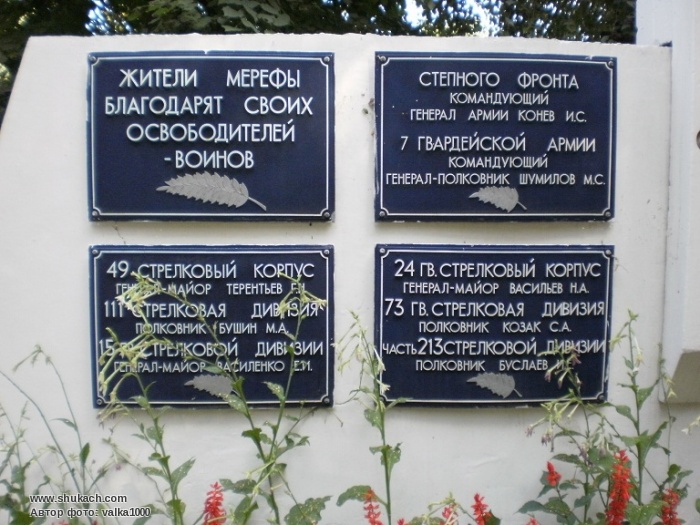 ЖИТЕЛИ МЕРЕФЫ
БЛАГОДАРЯТ СВОИХ
ОСВОБОДИТЕЛЕЙ
-ВОИНОВ
СТЕПНОГО ФРОНТА
КОМАНДУЮЩИЙ
ГЕНЕРАЛ АРМИИ КОНЕВ И.С.
7 ГВАРДЕЙСКОЙ АРМИИ
КОМАНДУЮЩИЙ
ГЕНЕРАЛ-ПОЛКОВНИК ШУМИЛОВ М.С.
49 СТРЕЛКОВЫЙ КОРПУС
ГЕНЕРАЛ-МАЙОР ТЕРЕНТЬЕВ
111 СТРЕЛКОВАЯ ДИВИЗИЯ
ПОЛКОВНИК БУШИН М.А.
СТРЕЛКОВОЙ ДИВИЗИИ
ГЕНЕРАЛ-МАЙОР ВАСИЛЕНКО
24 ГВ. СТРЕЛКОВЫЙ КОРПУС
ГЕНЕРАЛ-МАЙОР ВАСИЛЬЕВ Н.А.
73 ГВ. СТРЕЛКОВАЯ ДИВИЗИЯ
ПОЛКОВНИК КОЗАК С.А.
ЧАСТЬ 213 СТРЕЛКОВОЙ ДИВИЗИИ
ПОЛКОВНИК БУСЛАЕВ
www.shukach.com
Автор фото: valka1000